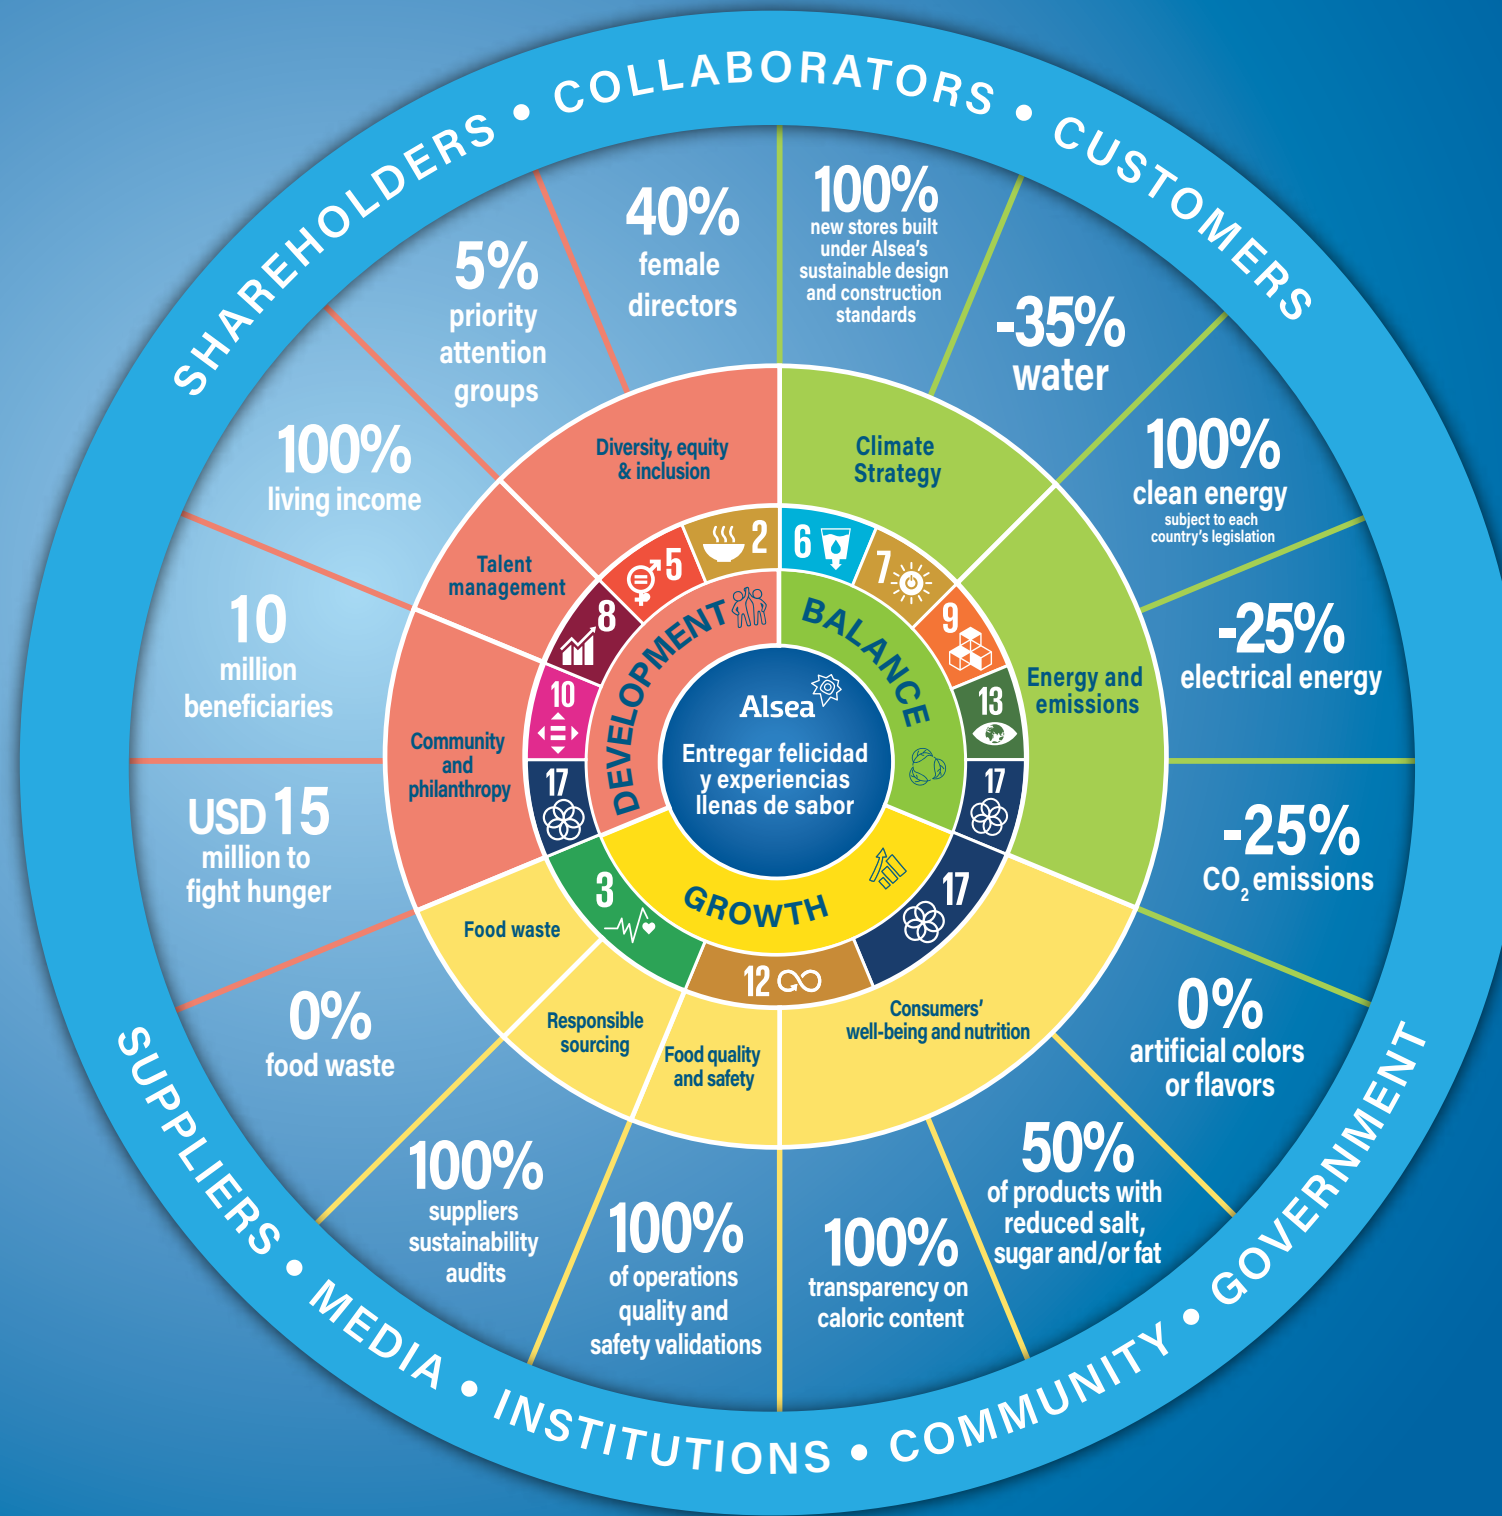 SHAREHOLDERS • COLLABORATORS • CUSTOMERS
SUPPLIERS • MEDIA • INSTITUTIONS • COMMUNITY • GOVERNMENT
40%
female
directors
100%
new stores built
under Alsea's
sustainable design
and construction
standards
-35%
water
100%
clean energy
subject to each
country's legislation
-25%
electrical energy
-25%
CO2 emissions
0%
artificial colors
or flavors
50%
of products with
reduced salt,
sugar and/or fat
100%
transparency on
caloric content
100%
of operations
quality and
safety validations
100%
suppliers
sustainability
audits
0%
food waste
USD 15
million to
fight hunger
10
million
beneficiaries
100%
living income
5%
priority
attention
groups
Diversity, equity
& inclusion
Climate
Strategy
Energy and
emissions
Consumers'
well-being and nutrition
Food quality
and safety
Responsible
sourcing
Food waste
Community
and
philanthropy
Talent
management
2
6
7
9
13
17
17
12
3
17
10
8
5
DEVELOPMENT
BALANCE
GROWTH
Alsea
Entregar felicidad
y experiencias
llenas de sabor